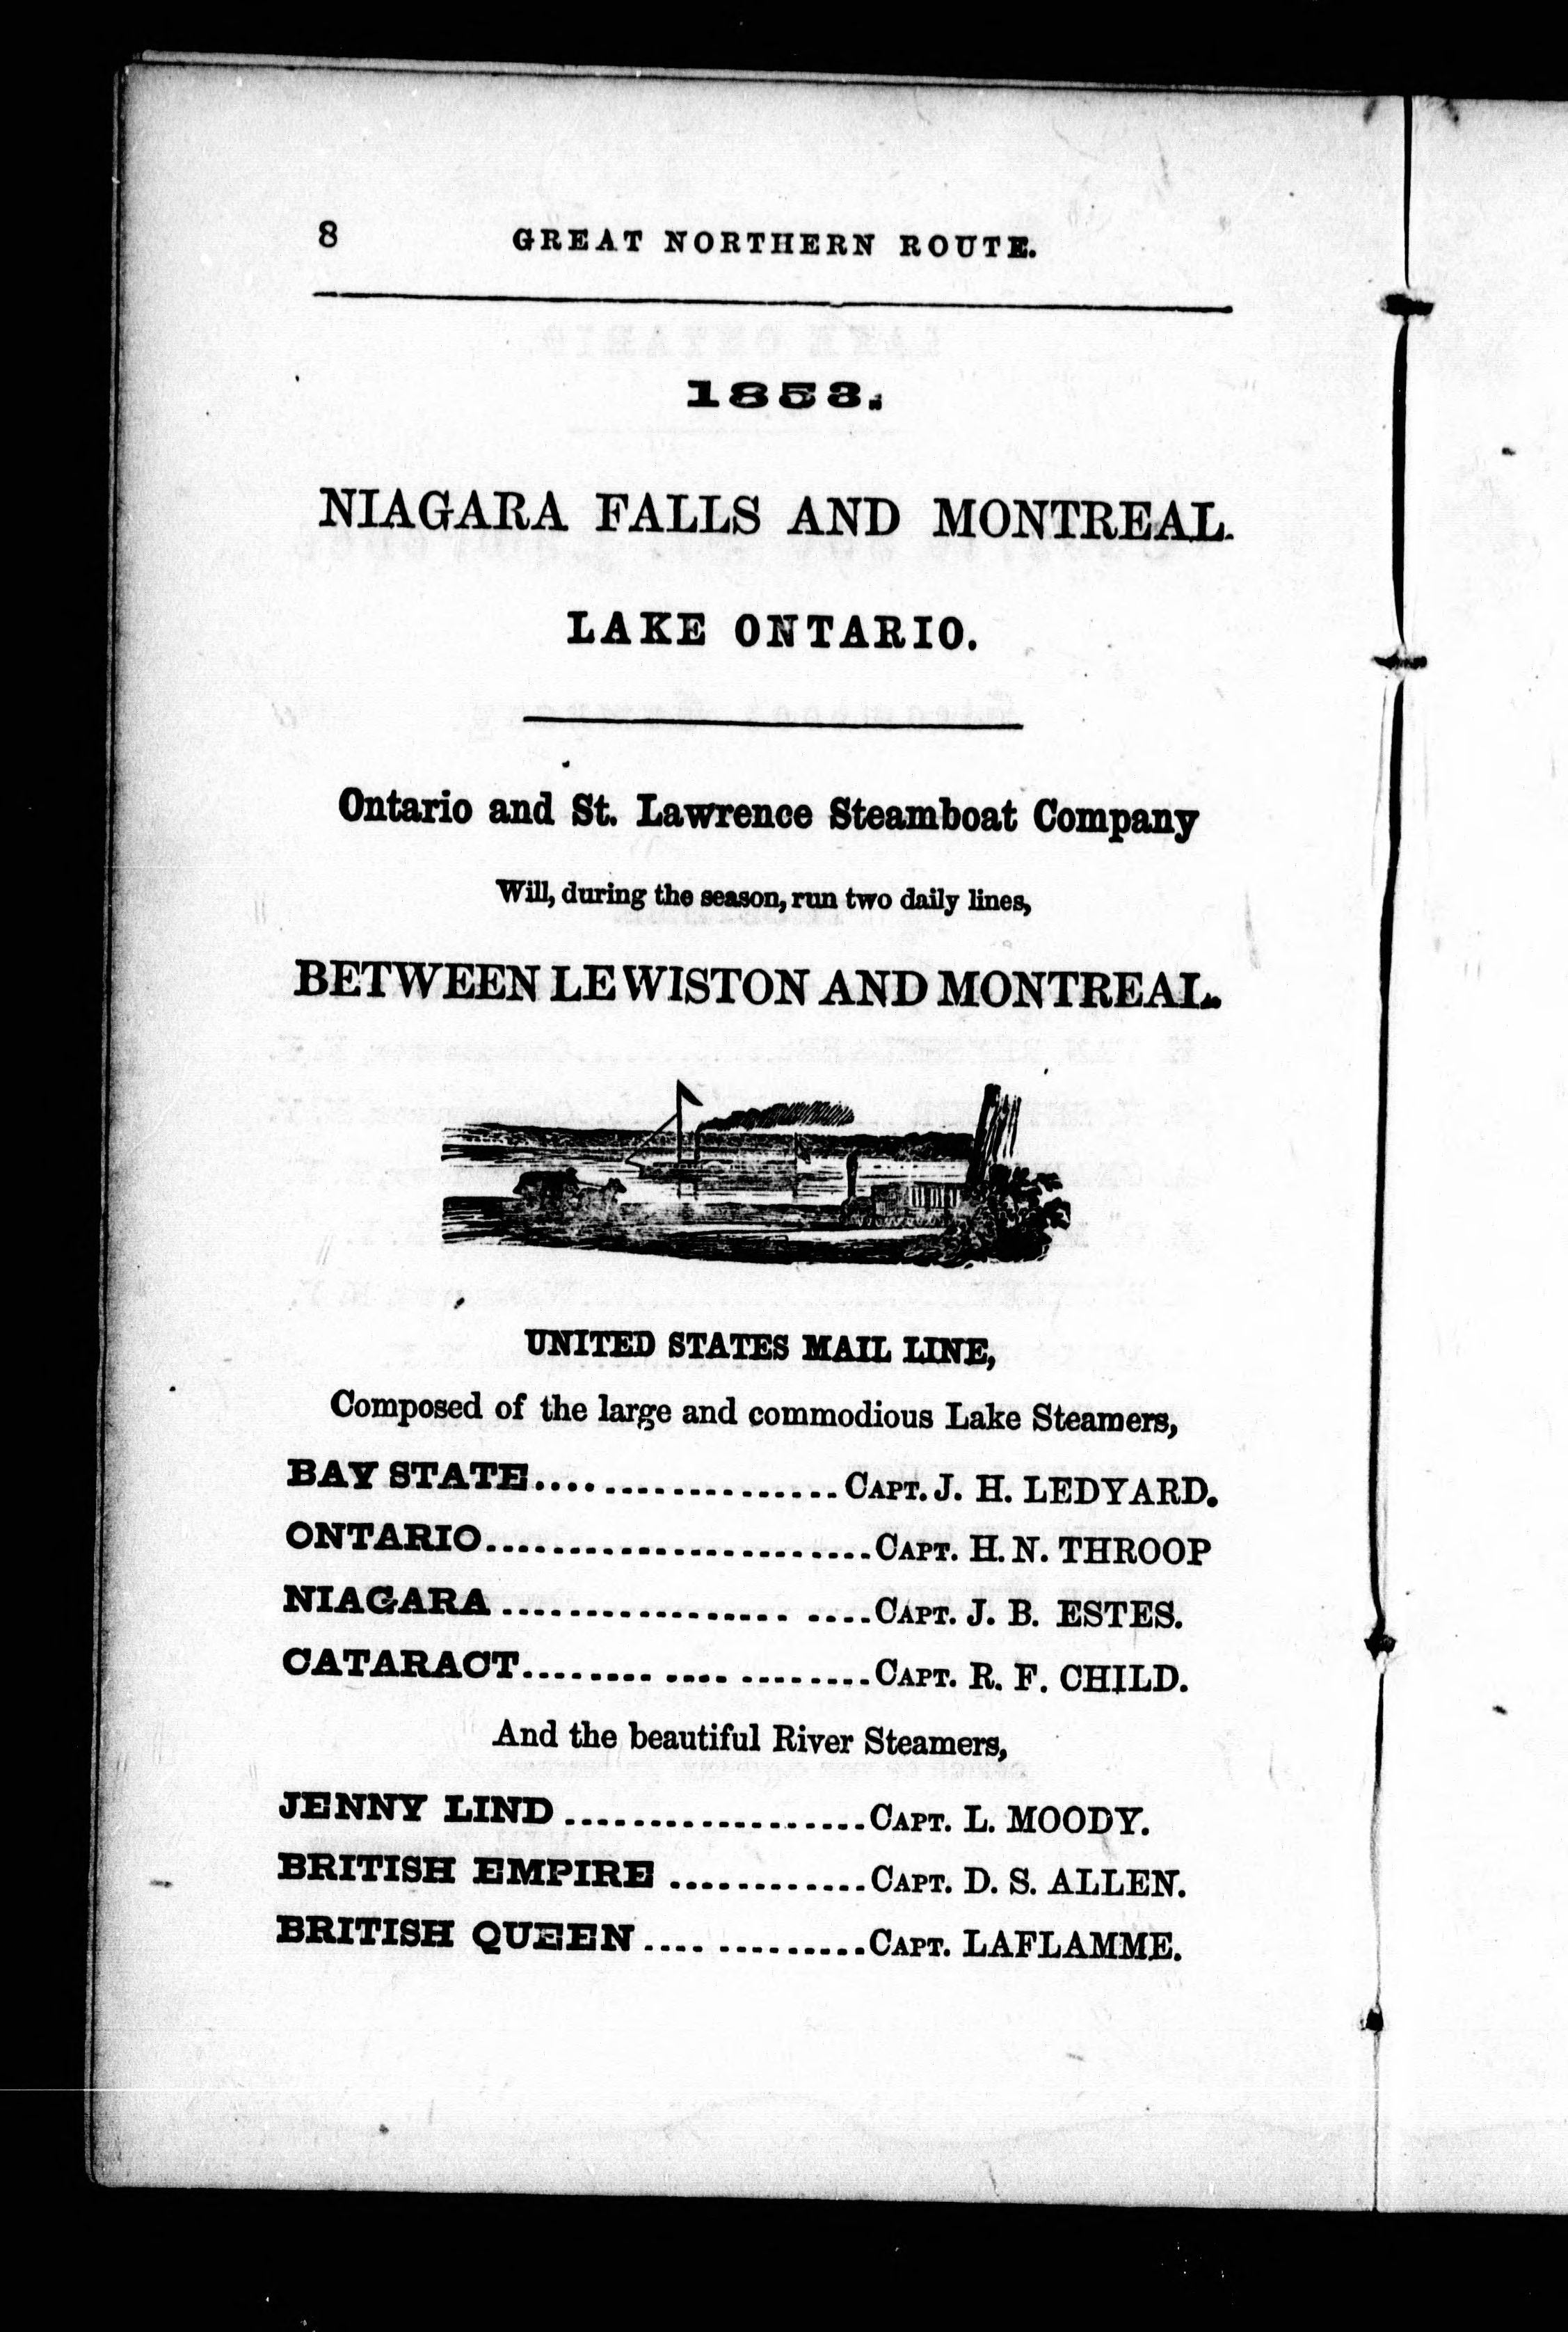 8 GREAT NORTHERN ROUTE.
1853.
NIAGARA FALLS AND MONTREAL.
LAKE ONTARIO.
Ontario and St. Lawrence Steamboat Company
Will, during the season, run two daily lines,
BETWEEN LEWISTON AND MONTREAL.
UNITED STATES MAIL LINE,
Composed of the large and commodious Lake Steamers,
BAY STATE.................. CAPT. J. H. LEDYARD.
ONTARIO........................CAPT. H. N. THROOP
NIAGARA ................. ....CAPT. J. B. ESTES.
CATARACT........ .... ........CAPT. R. F. CHILD.
And the beautiful River Steamers,
JENNY LIND ..................CAPT. L. MOODY.
BRITISH EMPIRE ............CAPT. D. S. ALLEN.
BRITISH QUEEN.... .........CAPT. LAFLAMME.